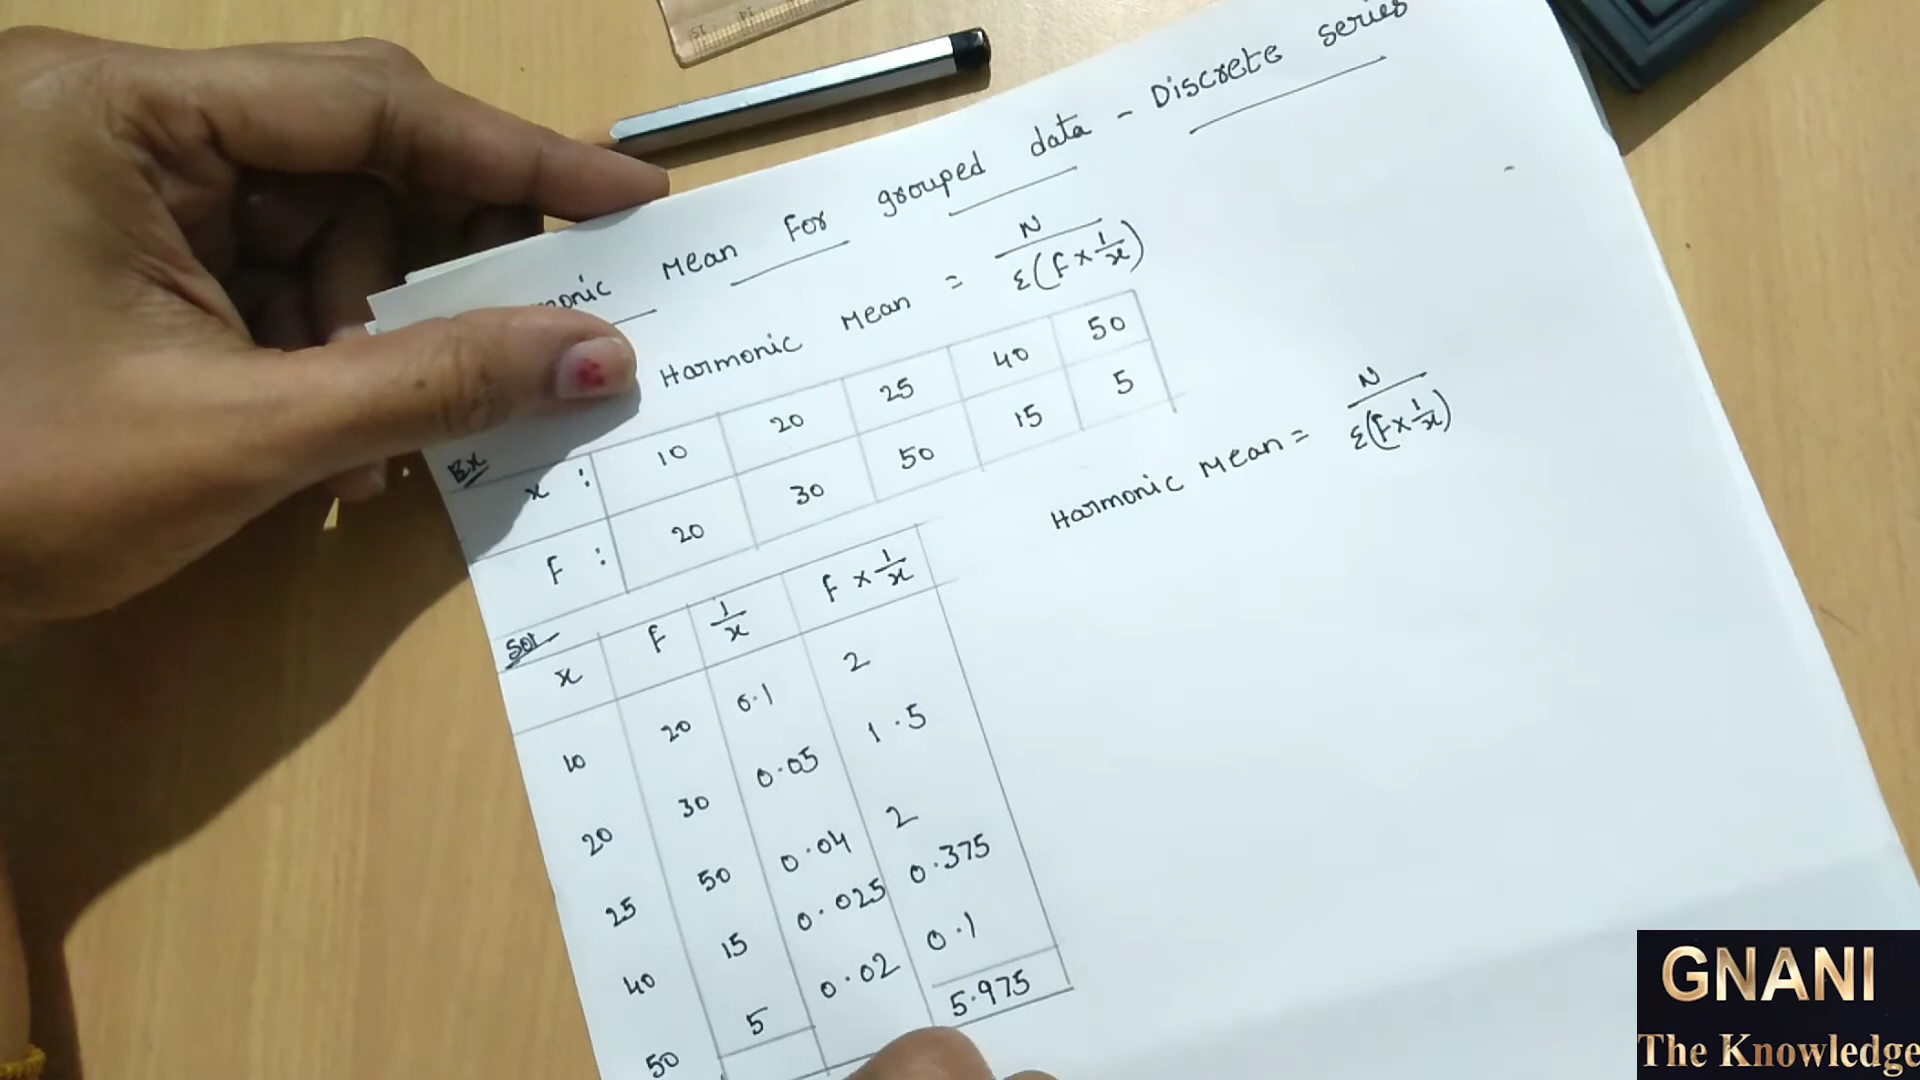 monic Mean For grouped data - Discrete series
Harmonic Mean = N / Σ(F × 1/x)
Ex
x : 10 20 25 40 50
F : 20 30 50 15 5
Harmonic Mean = N / Σ(F × 1/x)
Sol
x F 1/x F × 1/x
10 20 0.1 2
20 30 0.05 1.5
25 50 0.04 2
40 15 0.025 0.375
50 5 0.02 0.1
5.975
GNANI
The Knowledge